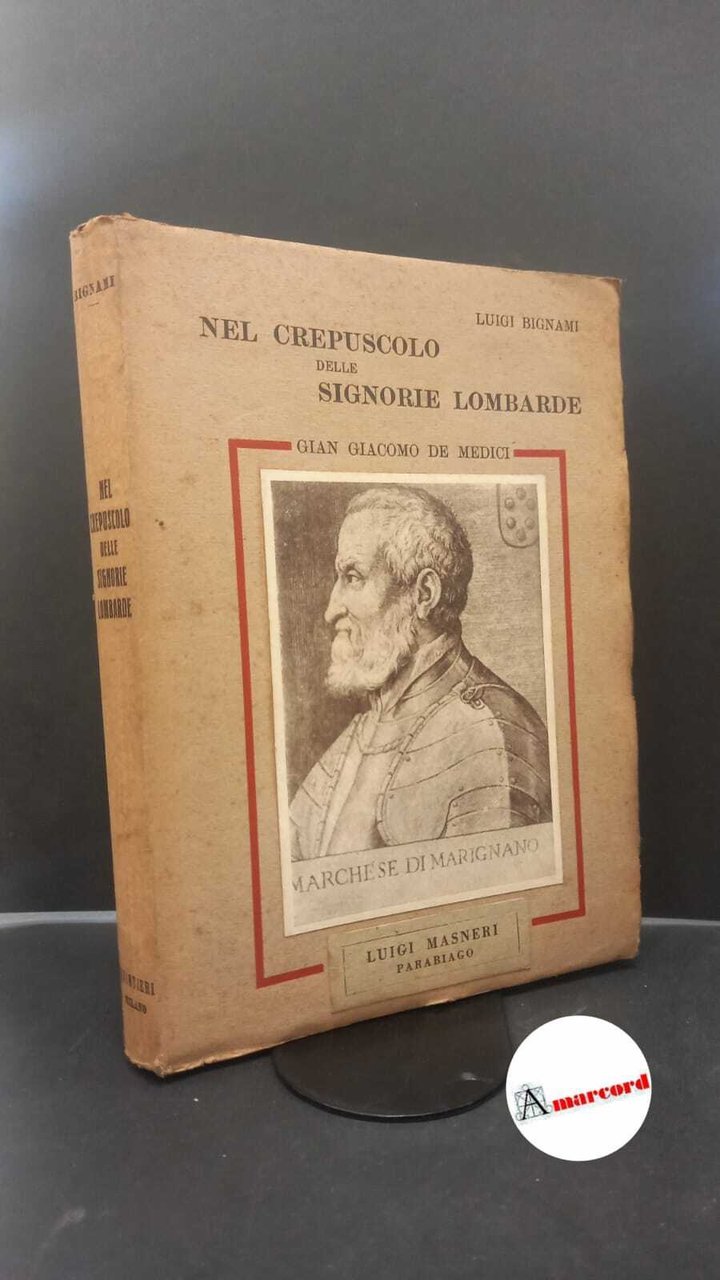 LUIGI BIGNAMI
NEL CREPUSCOLO
DELLE
SIGNORIE LOMBARDE
GIAN GIACOMO DE MEDICI
MARCHESE DI MARIGNANO
LUIGI MASNERI
PARABIAGO
BIGNAMI
NEL
CREPUSCOLO
DELLE
SIGNORIE
LOMBARDE
MILANO
Amarcord